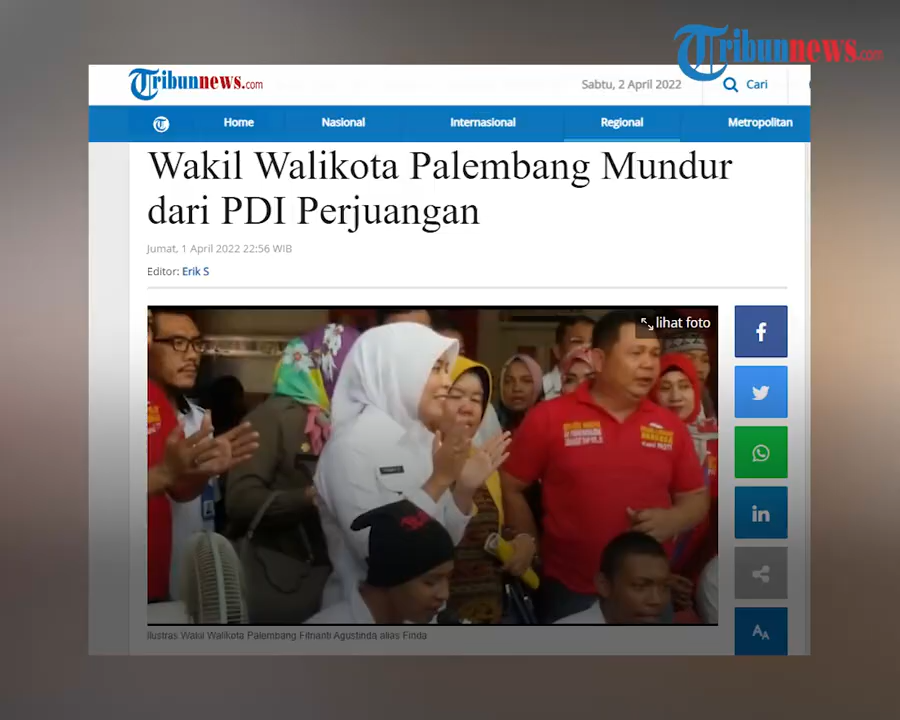 Tribunnews.com
Tribunnews.com
Sabtu, 2 April 2022
Cari
Home
Nasional
Internasional
Regional
Metropolitan
Wakil Walikota Palembang Mundur
dari PDI Perjuangan
Jumat, 1 April 2022 22:56 WIB
Editor: Erik S
lihat foto
Ilustras Wakil Walikota Palembang Fitrianti Agustinda alias Finda